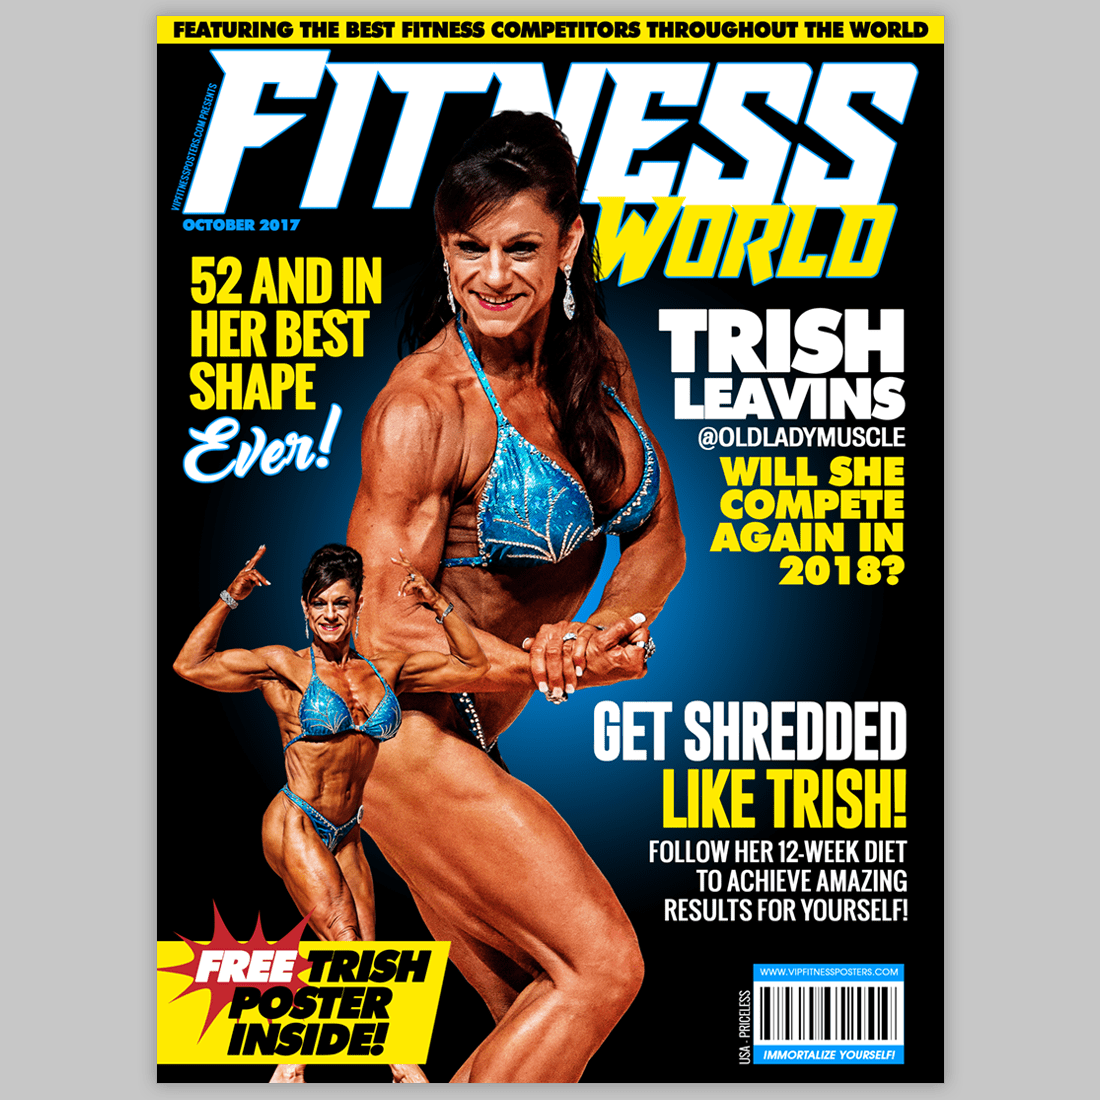 FEATURING THE BEST FITNESS COMPETITORS THROUGHOUT THE WORLD
VIPFITNESSPOSTERS.COM PRESENTS
FITNESS
WORLD
OCTOBER 2017
52 AND IN
HER BEST
SHAPE
Ever!
TRISH
LEAVINS
@OLDLADYMUSCLE
WILL SHE
COMPETE
AGAIN IN
2018?
GET SHREDDED
LIKE TRISH!
FOLLOW HER 12-WEEK DIET
TO ACHIEVE AMAZING
RESULTS FOR YOURSELF!
FREE TRISH
POSTER
INSIDE!
WWW.VIPFITNESSPOSTERS.COM
USA - PRICELESS
IMMORTALIZE YOURSELF!